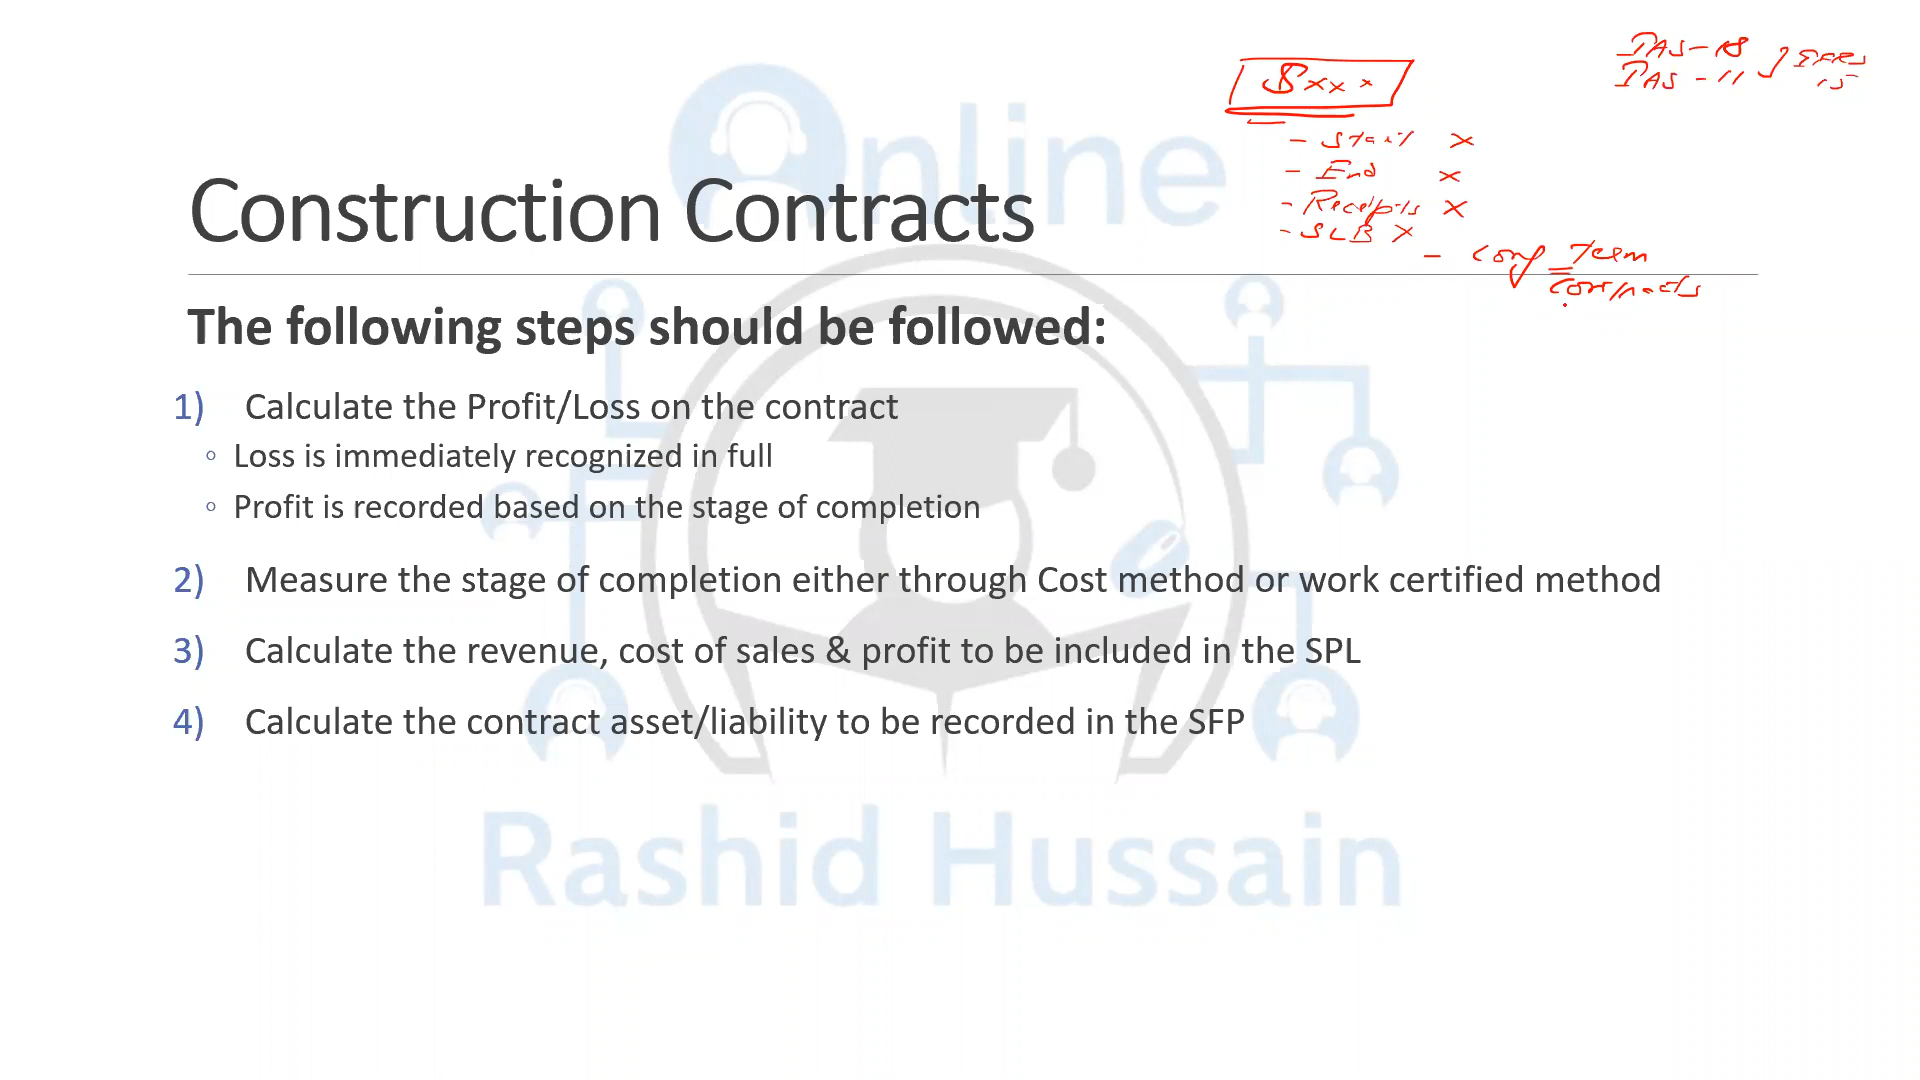 IAS-18
IAS-11
IFRS
15
$xxx
- Start x
- End x
- Receipts x
- SLB x
- Long term
contracts
Online
Construction Contracts
The following steps should be followed:
1) Calculate the Profit/Loss on the contract
◦ Loss is immediately recognized in full
◦ Profit is recorded based on the stage of completion
2) Measure the stage of completion either through Cost method or work certified method
3) Calculate the revenue, cost of sales & profit to be included in the SPL
4) Calculate the contract asset/liability to be recorded in the SFP
Rashid Hussain